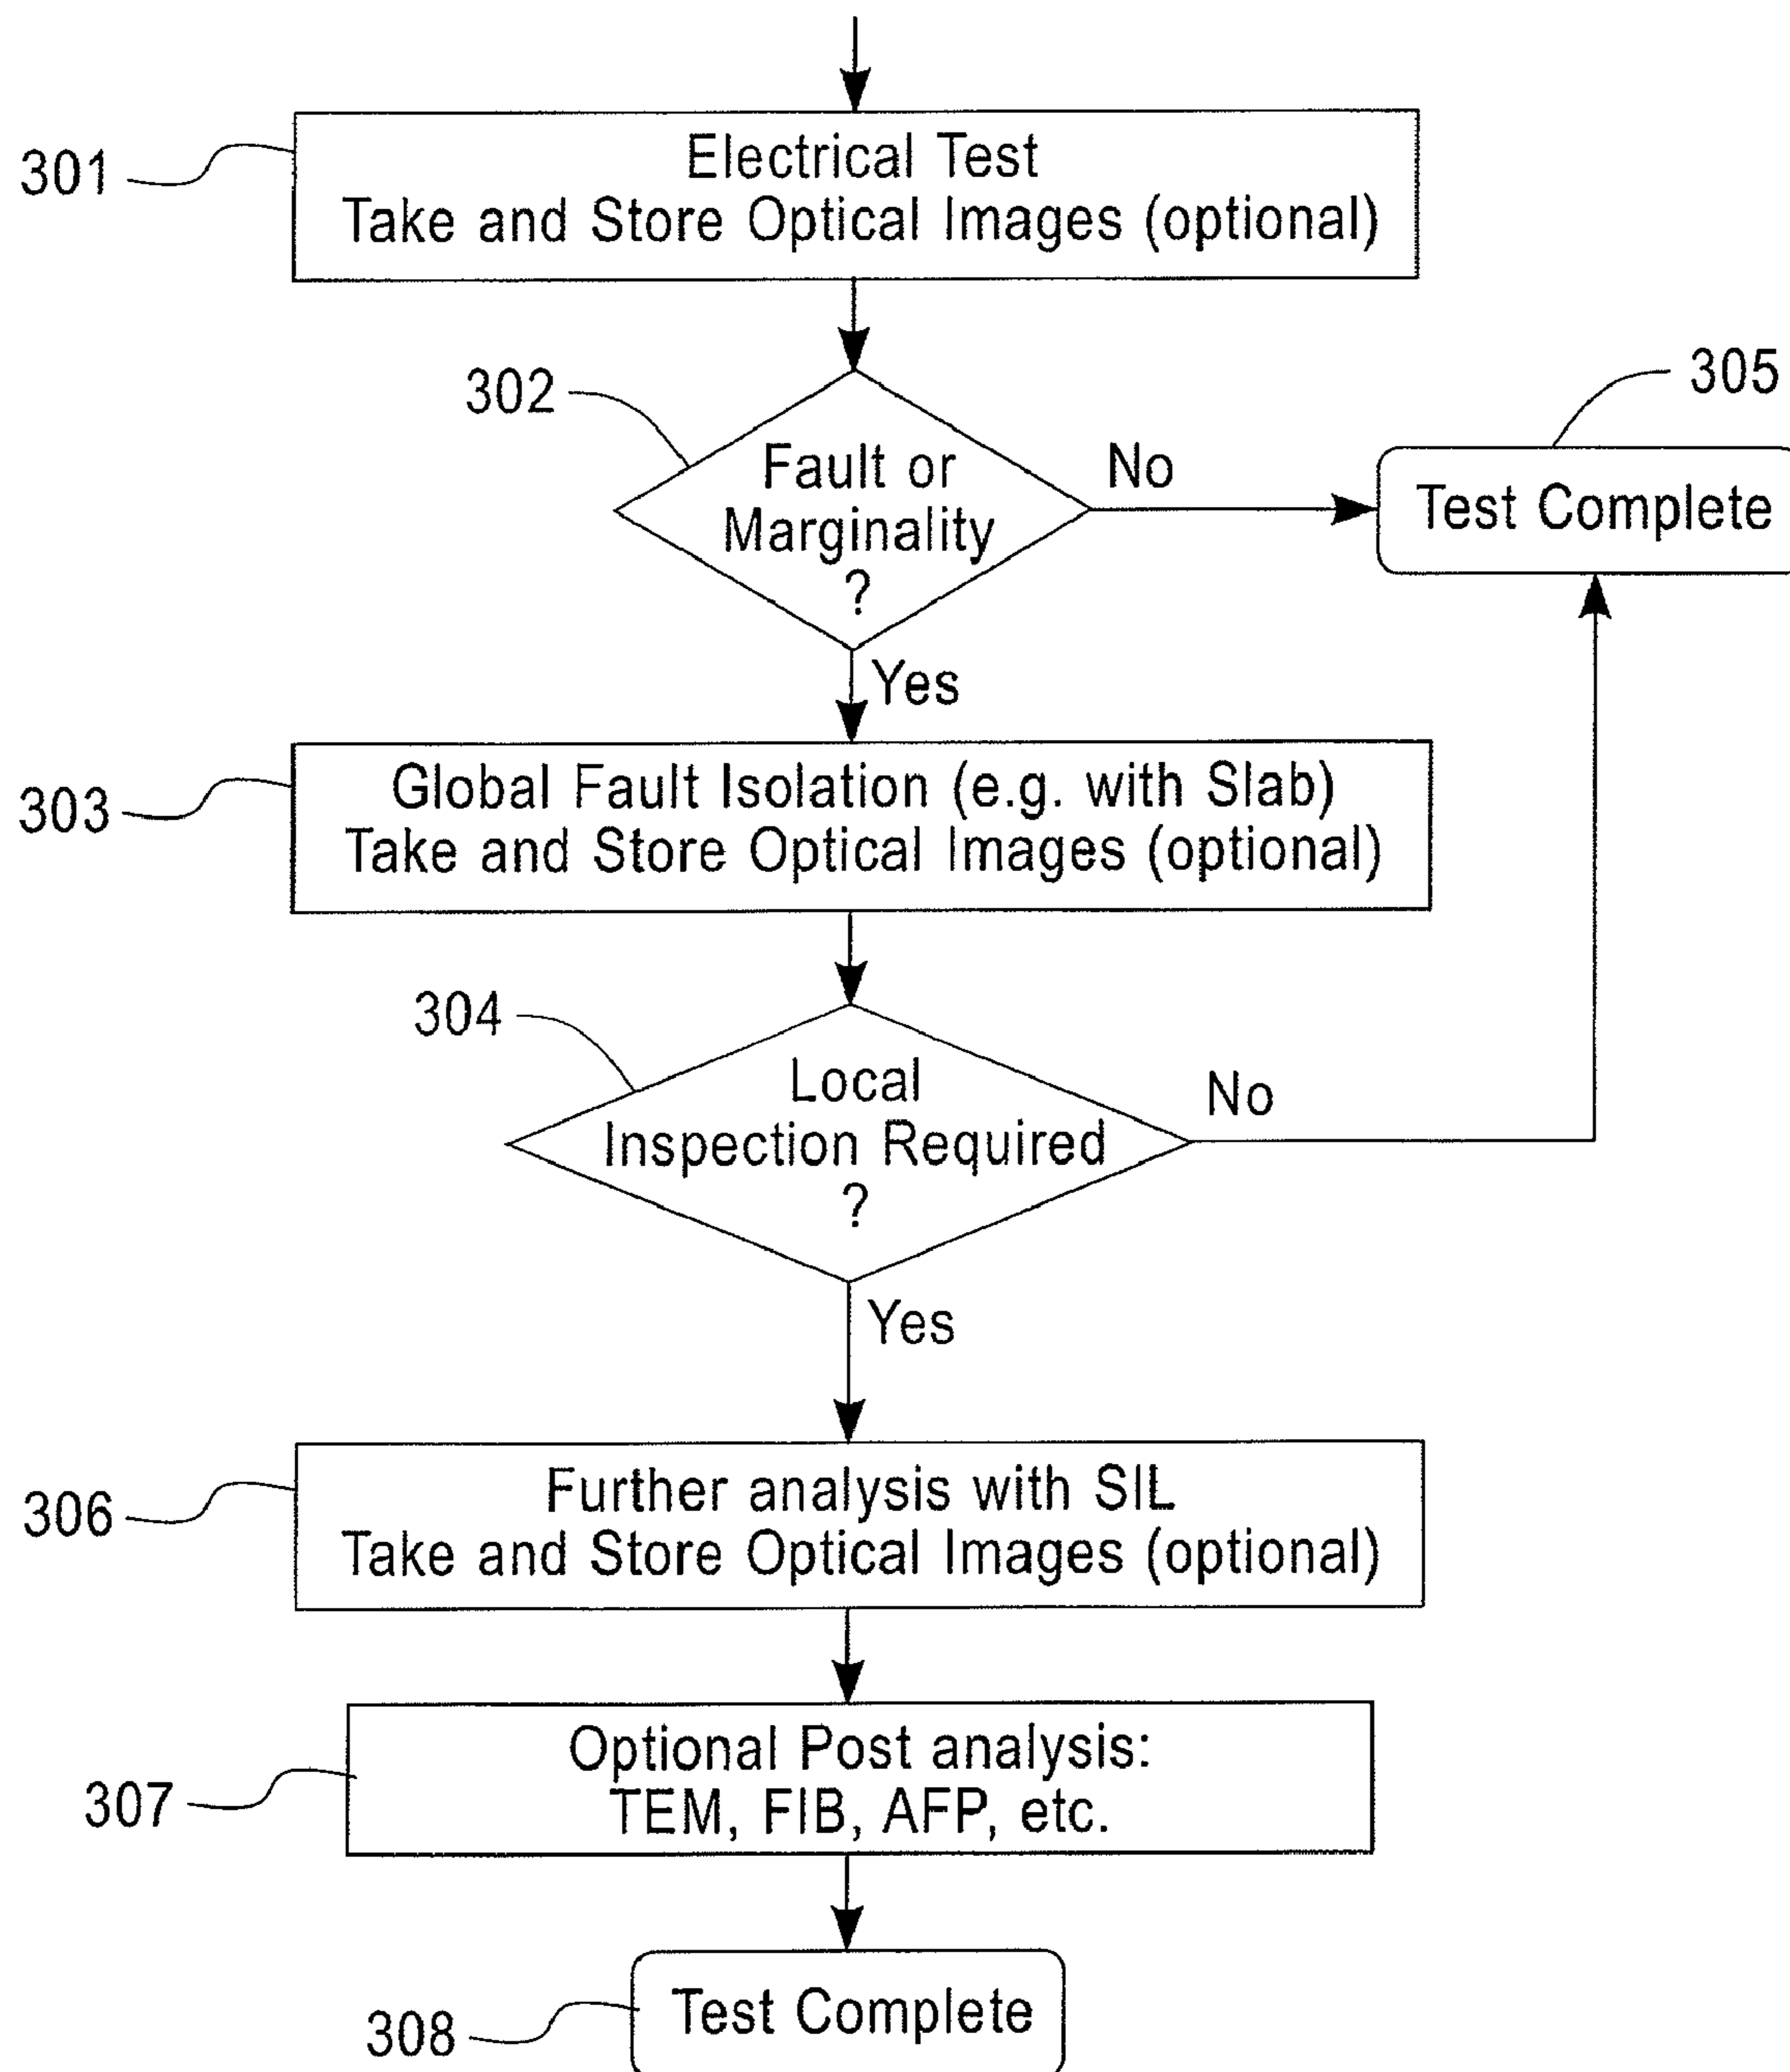 301
Electrical Test
Take and Store Optical Images (optional)
302
Fault or
Marginality
?
No
305
Test Complete
Yes
303
Global Fault Isolation (e.g. with Slab)
Take and Store Optical Images (optional)
304
Local
Inspection Required
?
No
Yes
306
Further analysis with SIL
Take and Store Optical Images (optional)
307
Optional Post analysis:
TEM, FIB, AFP, etc.
308
Test Complete